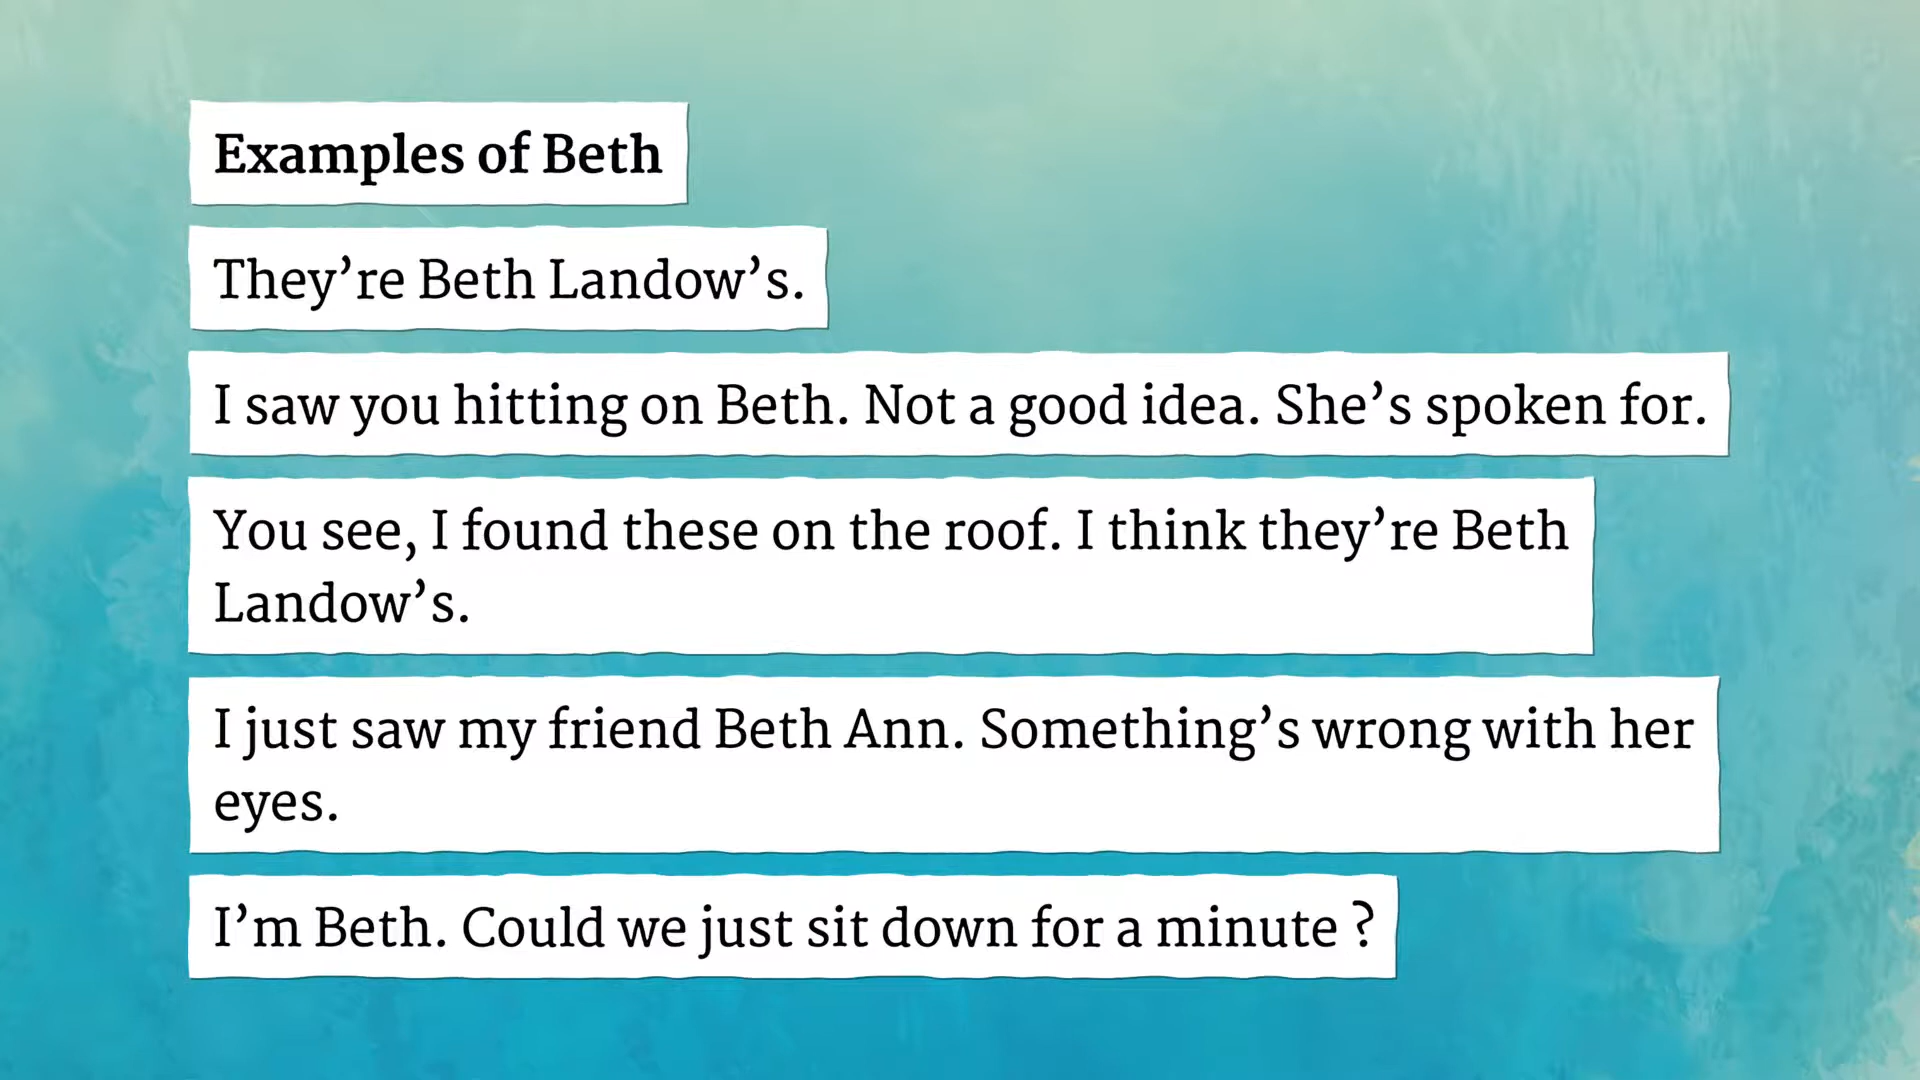 Examples of Beth
They’re Beth Landow’s.
I saw you hitting on Beth. Not a good idea. She’s spoken for.
You see, I found these on the roof. I think they’re Beth
Landow’s.
I just saw my friend Beth Ann. Something’s wrong with her
eyes.
I’m Beth. Could we just sit down for a minute ?